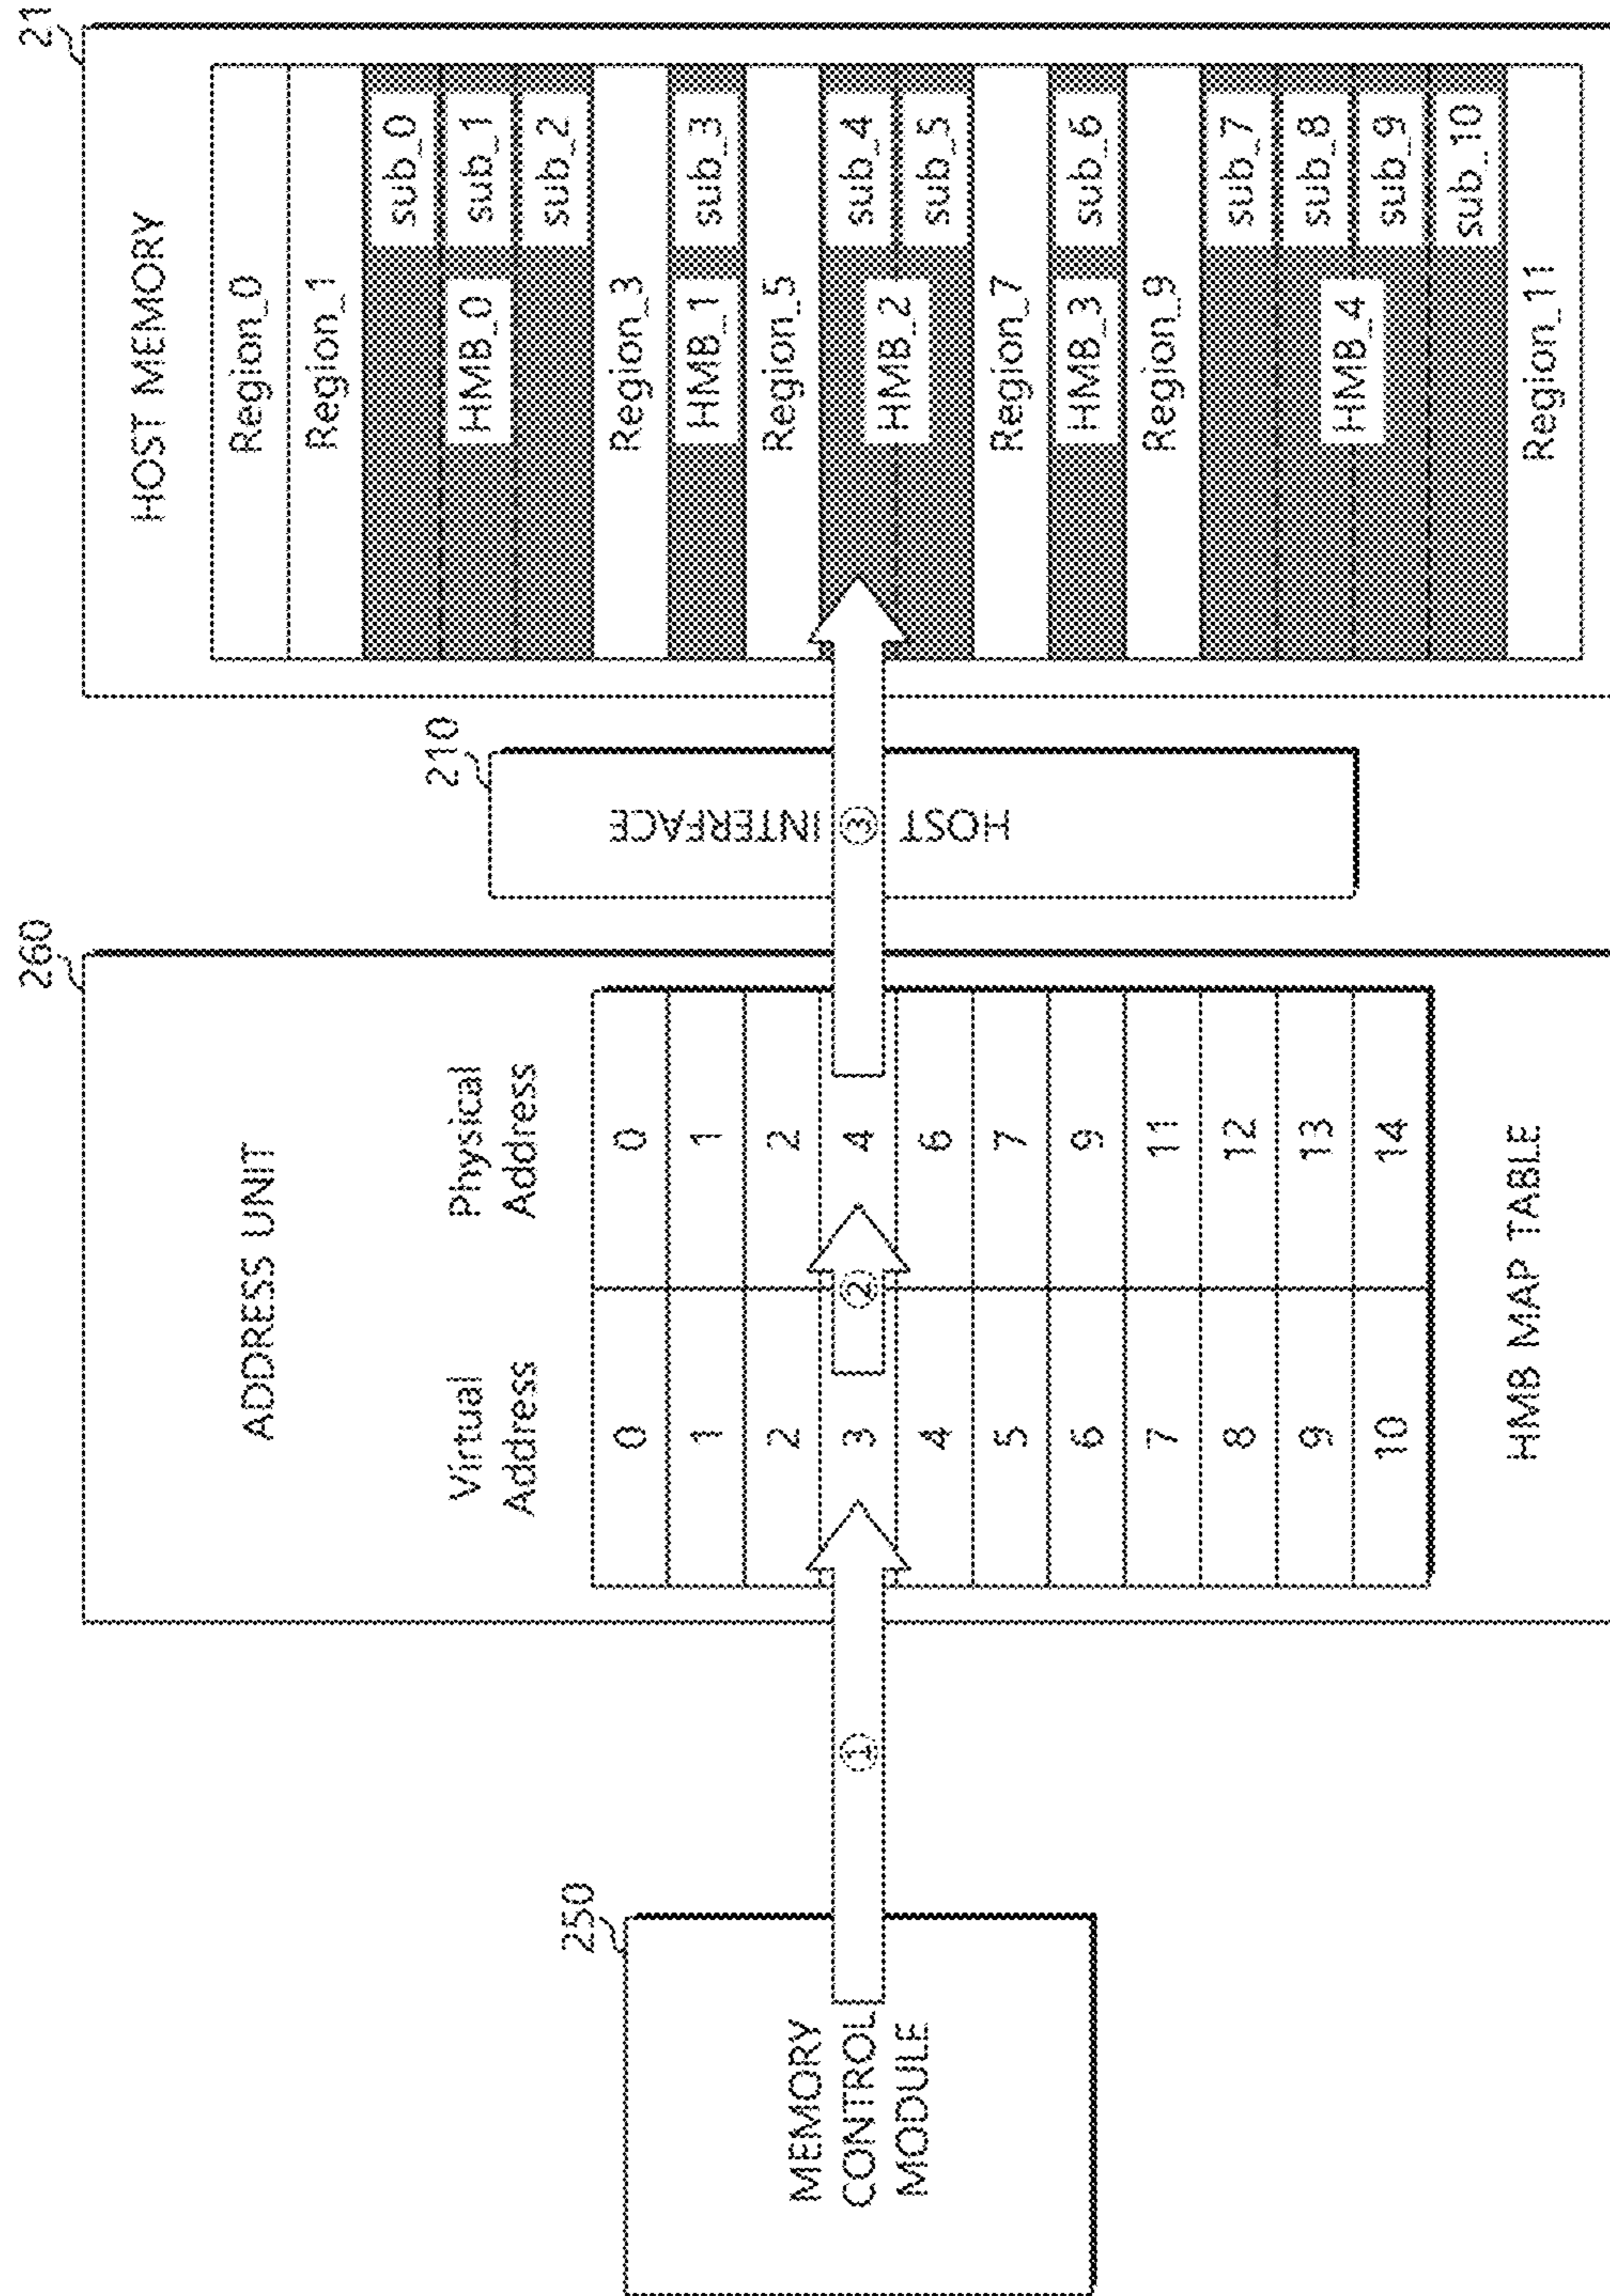 250
MEMORY
CONTROL
MODULE
①
260
ADDRESS UNIT
Virtual
Address
Physical
Address
0 0
1 1
2 2
3 ② 4
4 6
5 7
6 9
7 11
8 12
9 13
10 14
HMB MAP TABLE
210
HOST ③ INTERFACE
21
HOST MEMORY
Region_0
Region_1
sub_0
HMB_0 sub_1
sub_2
Region_3
HMB_1 sub_3
Region_5
sub_4
HMB_2
sub_5
Region_7
HMB_3 sub_6
Region_9
sub_7
sub_8
HMB_4
sub_9
sub_10
Region_11